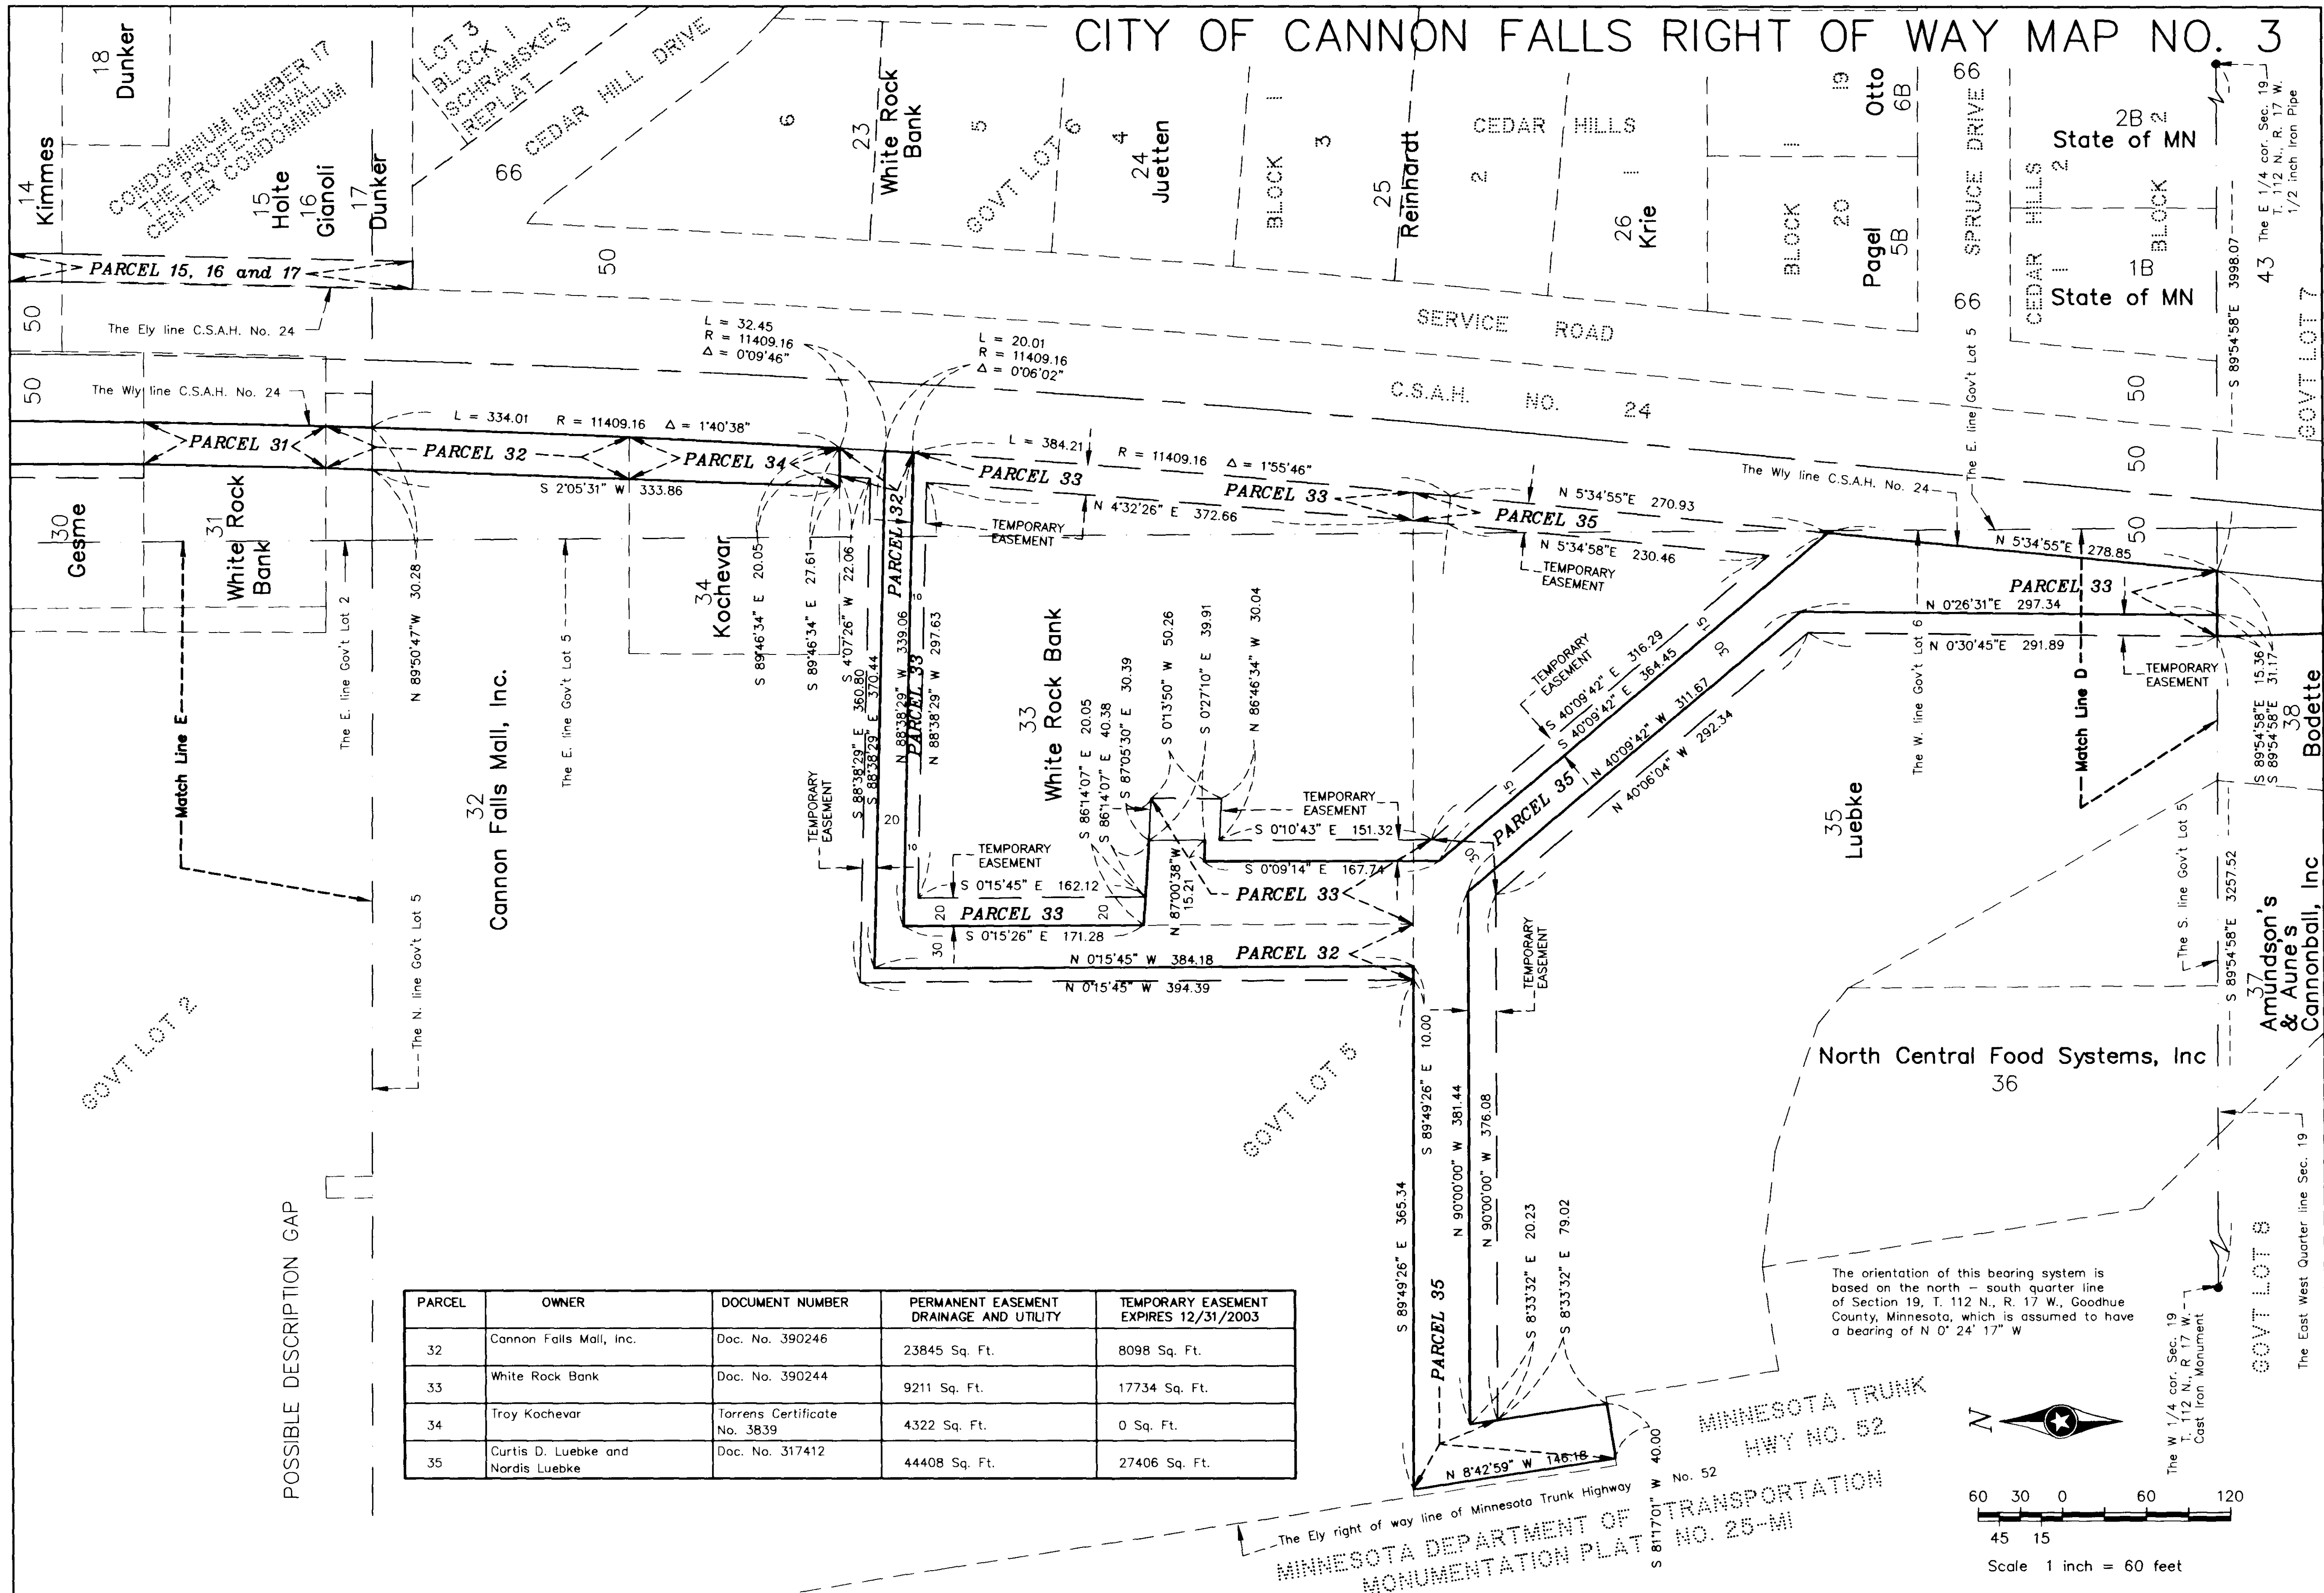 CITY OF CANNON FALLS RIGHT OF WAY MAP NO. 3
18
Dunker
14
Kimmes
CONDOMINIUM NUMBER 17
THE PROFESSIONAL
CENTER CONDOMINIUM
15
Holte
16
Gianoli
17
Dunker
LOT 3
BLOCK 1
SCHRAMSKE'S
REPLAT
CEDAR HILL DRIVE
66
6
23
White Rock
Bank
5
GOVT LOT 6
4
24
Juetten
BLOCK 1
3
25
Reinhardt
CEDAR HILLS
2
1
26
Krie
BLOCK 1
19
Otto
6B
20
Pagel
5B
66
SPRUCE DRIVE
66
CEDAR HILLS
2B 2
State of MN
2
BLOCK
1
1B
State of MN
S 89°54'58"E 3998.07
43 The E 1/4 cor. Sec. 19
T. 112 N., R. 17 W.
1/2 inch Iron Pipe
GOVT LOT 7
PARCEL 15, 16 and 17
50
50
The Ely line C.S.A.H. No. 24
50
The Wly line C.S.A.H. No. 24
SERVICE ROAD
C.S.A.H. NO. 24
L = 32.45
R = 11409.16
Δ = 0°09'46"
L = 20.01
R = 11409.16
Δ = 0°06'02"
The E. line Gov't Lot 5
50
50
50
L = 334.01 R = 11409.16 Δ = 1°40'38"
PARCEL 31
PARCEL 32
PARCEL 34
S 2°05'31" W 333.86
L = 384.21 R = 11409.16 Δ = 1°55'46"
PARCEL 33
PARCEL 33
N 4°32'26" E 372.66
TEMPORARY
EASEMENT
The Wly line C.S.A.H. No. 24
N 5°34'55"E 270.93
PARCEL 35
N 5°34'58"E 230.46
TEMPORARY
EASEMENT
N 5°34'55"E 278.85
PARCEL 33
N 0°26'31"E 297.34
N 0°30'45"E 291.89
TEMPORARY
EASEMENT
30
Gesme
31
White Rock
Bank
Match Line E
The E. line Gov't Lot 2
N 89°50'47"W 30.28
32
Cannon Falls Mall, Inc.
The E. line Gov't Lot 5
34
Kochevar
S 89°46'34" E 20.05
S 89°46'34" E 27.61
S 4°07'26" W 22.06
PARCEL 32
S 88°38'29" E 360.80
S 88°38'29" E 370.44
N 88°38'29" W 339.06
PARCEL 33
N 88°38'29" W 297.63
10
20
10
TEMPORARY
EASEMENT
33
White Rock Bank
S 86°14'07" E 20.05
S 86°14'07" E 40.38
S 87°05'30" E 30.39
S 0°13'50" W 50.26
S 0°27'10" E 39.91
N 86°46'34" W 30.04
TEMPORARY
EASEMENT
S 0°15'45" E 162.12
20
PARCEL 33
20
S 0°15'26" E 171.28
30
N 87°00'38"W
15.21
TEMPORARY
EASEMENT
S 0°10'43" E 151.32
S 0°09'14" E 167.74
PARCEL 33
N 0°15'45" W 384.18
PARCEL 32
N 0°15'45" W 394.39
TEMPORARY
EASEMENT
S 40°09'42" E 316.29
S 40°09'42" E 364.45
N 40°09'42" W 311.67
N 40°06'04" W 292.34
15
15
30
30
PARCEL 35
The W. line Gov't Lot 6
Match Line D
35
Luebke
S 89°54'58"E 15.36
S 89°54'58"E 31.17
38
Bodette
The S. line Gov't Lot 5
S 89°54'58"E 3257.52
37
Amundson's
& Aune's
Cannonball, Inc
North Central Food Systems, Inc
36
The N. line Gov't Lot 5
GOVT LOT 2
GOVT LOT 5
POSSIBLE DESCRIPTION GAP
S 89°49'26" E 10.00
TEMPORARY
EASEMENT
S 89°49'26" E 365.34
N 90°00'00" W 381.44
N 90°00'00" W 376.08
PARCEL 35
S 8°33'32" E 20.23
S 8°33'32" E 79.02
N 8°42'59" W 146.18
S 81°17'01" W 40.00
The Ely right of way line of Minnesota Trunk Highway No. 52
MINNESOTA TRUNK
HWY NO. 52
MINNESOTA DEPARTMENT OF TRANSPORTATION
MONUMENTATION PLAT NO. 25-MI
PARCEL OWNER DOCUMENT NUMBER PERMANENT EASEMENT DRAINAGE AND UTILITY TEMPORARY EASEMENT EXPIRES 12/31/2003
32 Cannon Falls Mall, Inc. Doc. No. 390246 23845 Sq. Ft. 8098 Sq. Ft.
33 White Rock Bank Doc. No. 390244 9211 Sq. Ft. 17734 Sq. Ft.
34 Troy Kochevar Torrens Certificate No. 3839 4322 Sq. Ft. 0 Sq. Ft.
35 Curtis D. Luebke and Nordis Luebke Doc. No. 317412 44408 Sq. Ft. 27406 Sq. Ft.
The orientation of this bearing system is
based on the north - south quarter line
of Section 19, T. 112 N., R. 17 W., Goodhue
County, Minnesota, which is assumed to have
a bearing of N 0° 24' 17" W
The W 1/4 cor. Sec. 19
T. 112 N., R 17 W.
Cast Iron Monument
GOVT LOT 8
The East West Quarter line Sec. 19
N
60 30 0 60 120
45 15
Scale 1 inch = 60 feet